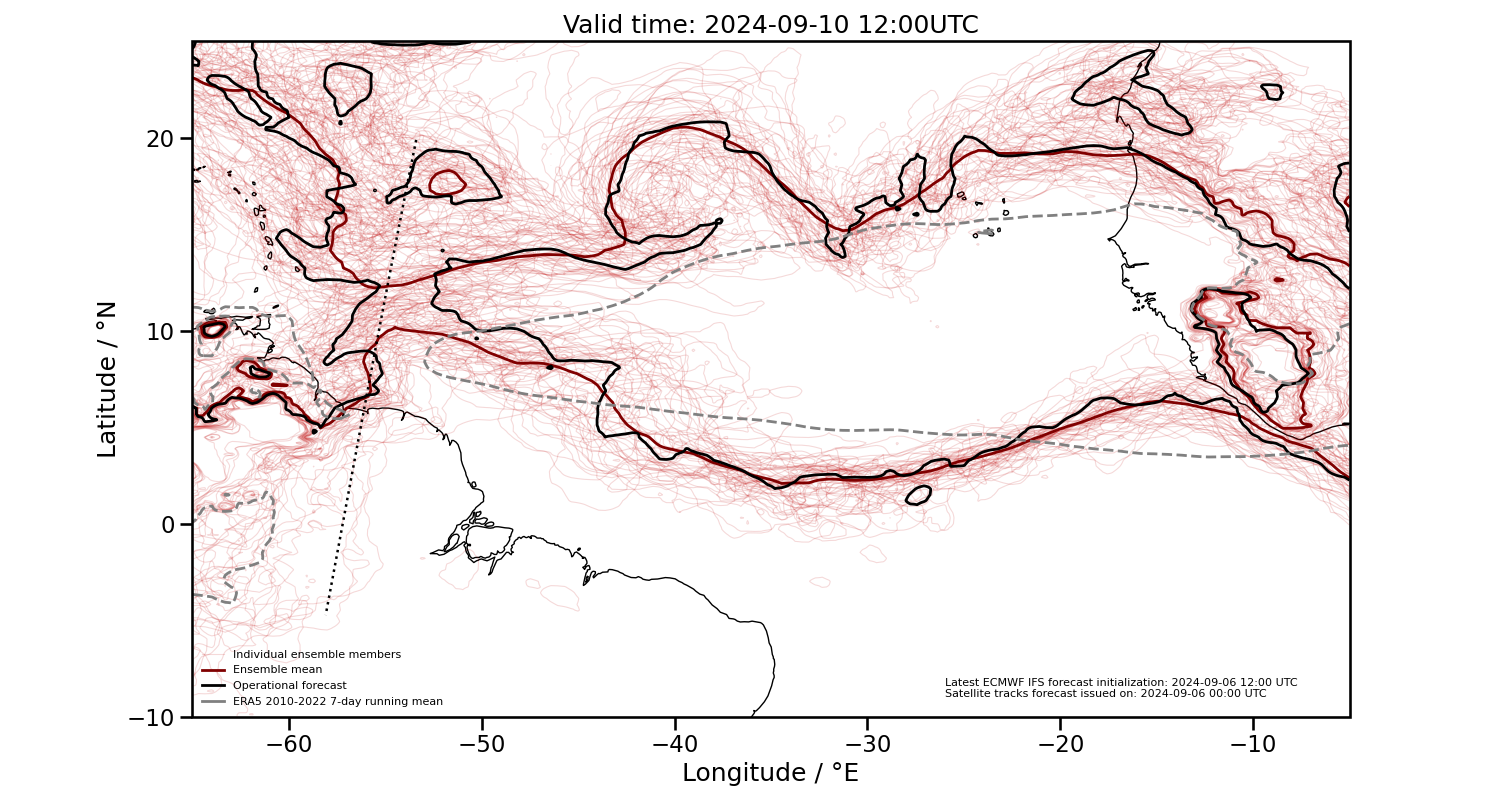 Valid time: 2024-09-10 12:00UTC
20
10
0
−10
Latitude / °N
Individual ensemble members
Ensemble mean
Operational forecast
ERA5 2010-2022 7-day running mean
Latest ECMWF IFS forecast initialization: 2024-09-06 12:00 UTC
Satellite tracks forecast issued on: 2024-09-06 00:00 UTC
−60 −50 −40 −30 −20 −10
Longitude / °E